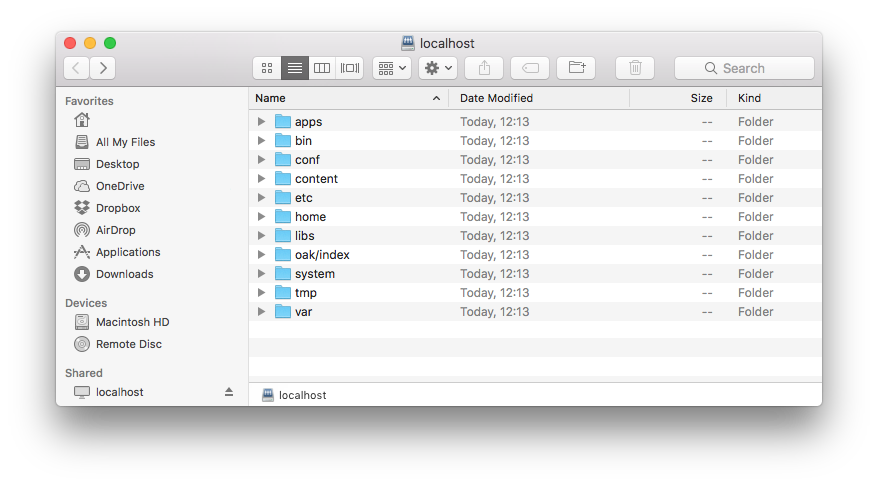 localhost
Search
Favorites
All My Files
Desktop
OneDrive
Dropbox
AirDrop
Applications
Downloads
Devices
Macintosh HD
Remote Disc
Shared
localhost
Name Date Modified Size Kind
apps Today, 12:13 -- Folder
bin Today, 12:13 -- Folder
conf Today, 12:13 -- Folder
content Today, 12:13 -- Folder
etc Today, 12:13 -- Folder
home Today, 12:13 -- Folder
libs Today, 12:13 -- Folder
oak/index Today, 12:13 -- Folder
system Today, 12:13 -- Folder
tmp Today, 12:13 -- Folder
var Today, 12:13 -- Folder
localhost